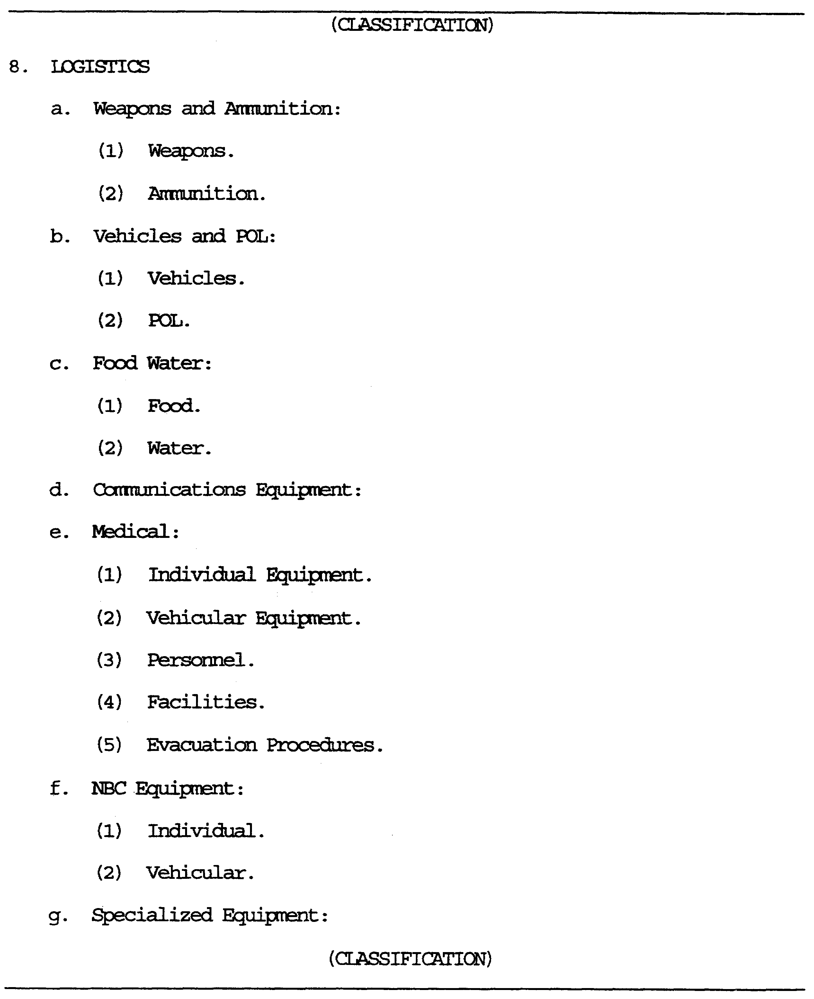 (CLASSIFICATION)
8. LOGISTICS
a. Weapons and Ammunition:
(1) Weapons.
(2) Ammunition.
b. Vehicles and POL:
(1) Vehicles.
(2) POL.
c. Food Water:
(1) Food.
(2) Water.
d. Communications Equipment:
e. Medical:
(1) Individual Equipment.
(2) Vehicular Equipment.
(3) Personnel.
(4) Facilities.
(5) Evacuation Procedures.
f. NBC Equipment:
(1) Individual.
(2) Vehicular.
g. Specialized Equipment:
(CLASSIFICATION)